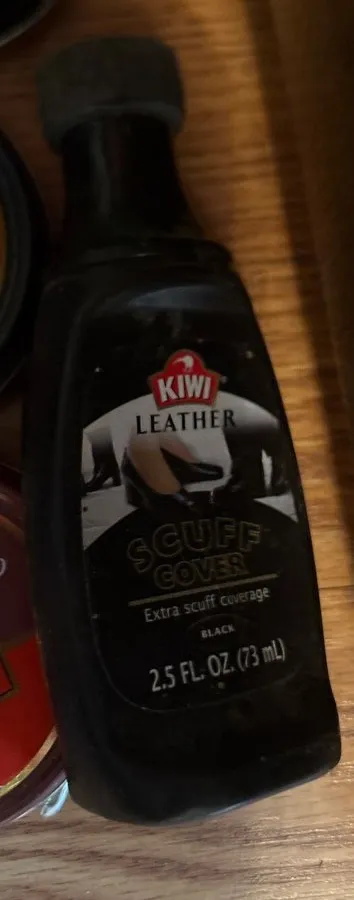 KIWI
LEATHER
SCUFF
COVER
Extra scuff coverage
BLACK
2.5 FL. OZ. (73 mL)